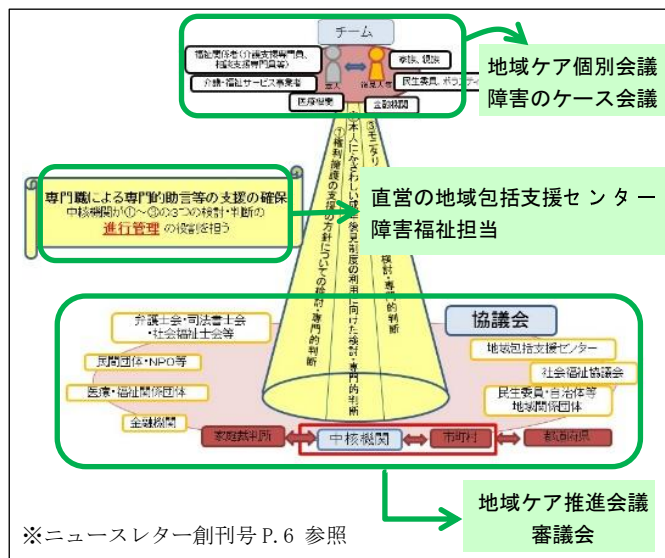 チーム
福祉関係者(介護支援専門員、
相談支援専門員等)
介護・福祉サービス事業者
医療機関
本人
後見人等
家族、親族
民生委員、ボランティ
金融機関
地域ケア個別会議
障害のケース会議
①権利擁護の支援の方針についての検討・専門的判断
②本人にふさわしい成年後見制度の利用に向けた検討・専門的判断
③モニタリ
検討・専門的判断
専門職による専門的助言等の支援の確保
中核機関が①~③の3つの検討・判断の
進行管理 の役割を担う
直営の地域包括支援センター
障害福祉担当
協議会
弁護士会・司法書士会
・社会福祉士会等
民間団体・NPO等
医療・福祉関係団体
金融機関
地域包括支援センター
社会福祉協議会
民生委員・自治体等
地域関係団体
家庭裁判所
中核機関
市町村
都道府県
地域ケア推進会議
審議会
※ニュースレター創刊号 P.6 参照